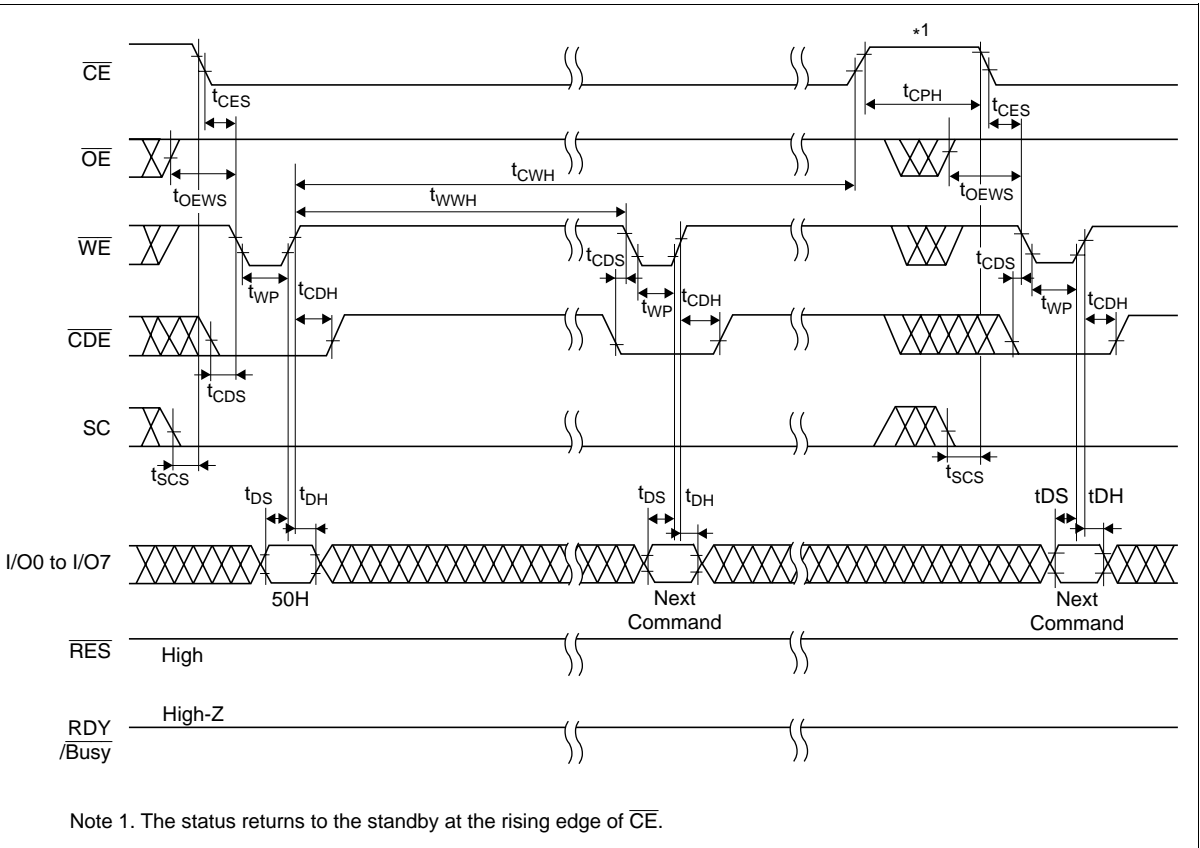 *1
CE
tCES
tCPH
tCES
OE
tOEWS
tCWH
tWWH
tOEWS
WE
tCDS
tCDS
tWP
tCDH
tWP
tCDH
tWP
tCDH
CDE
tCDS
SC
tSCS
tSCS
tDS
tDH
tDS
tDH
tDS
tDH
I/O0 to I/O7
50H
Next
Command
Next
Command
RES
High
High-Z
RDY
/Busy
Note 1. The status returns to the standby at the rising edge of CE.